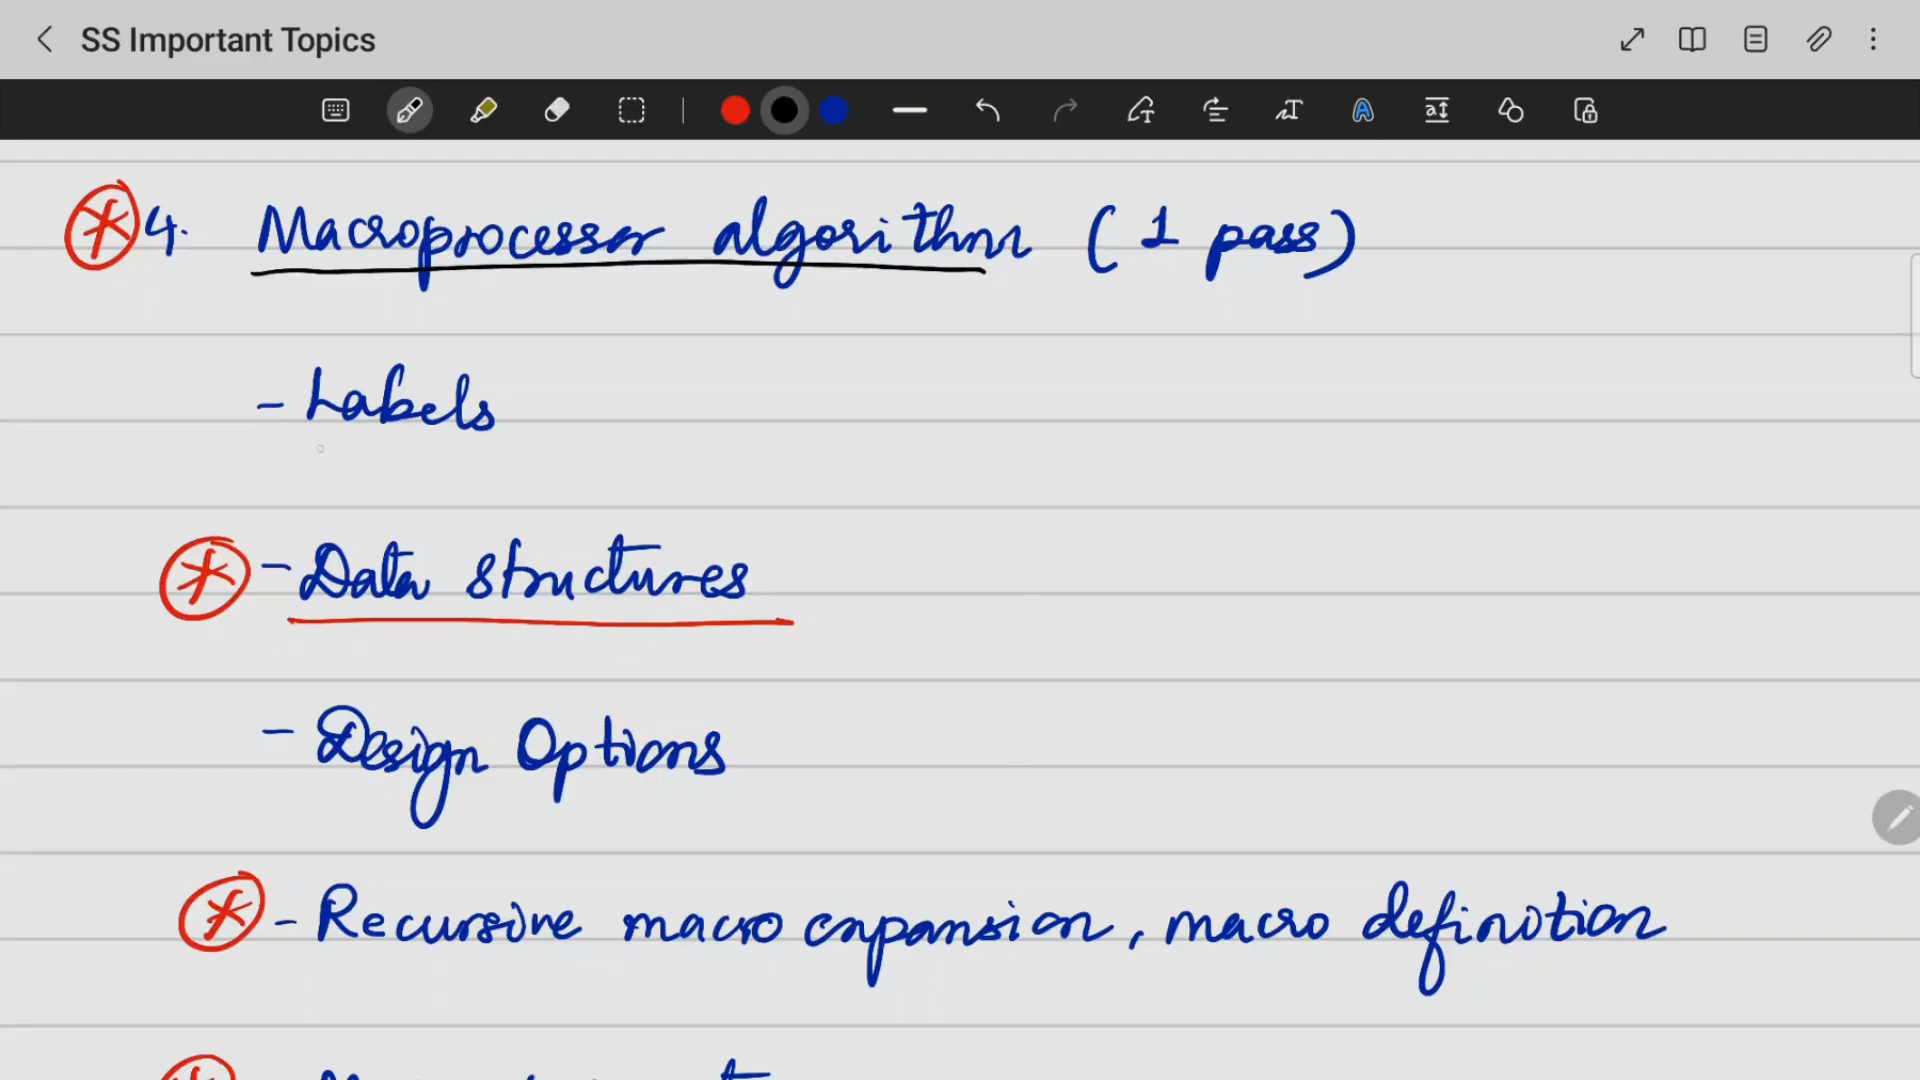 SS Important Topics
* 4. Macroprocessor algorithm (1 pass)
- Labels
* - Data structures
- Design Options
* - Recursive macro expansion, macro definition